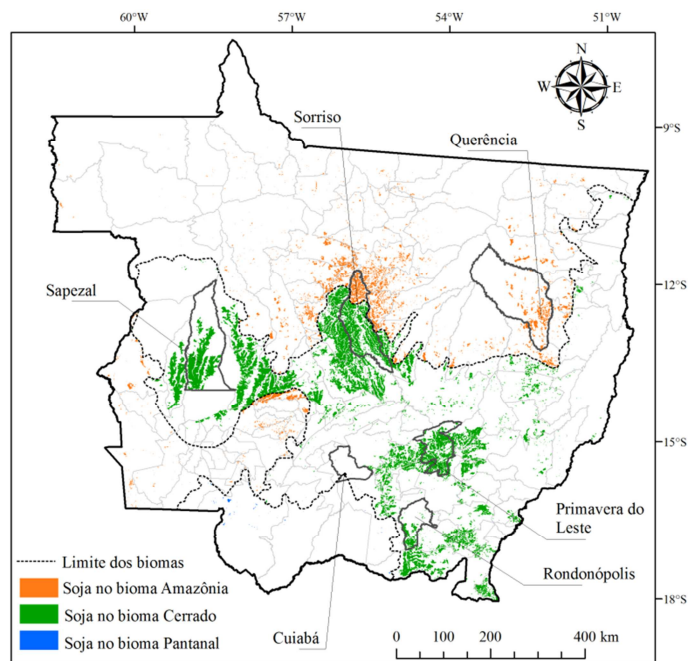 60°W 57°W 54°W 51°W
N
W E
S
Sorriso
9°S
Querência
Sapezal
12°S
15°S
Primavera do
Leste
Limite dos biomas
Soja no bioma Amazônia
Rondonópolis
Soja no bioma Cerrado
18°S
Soja no bioma Pantanal
Cuiabá
0 100 200 400 km